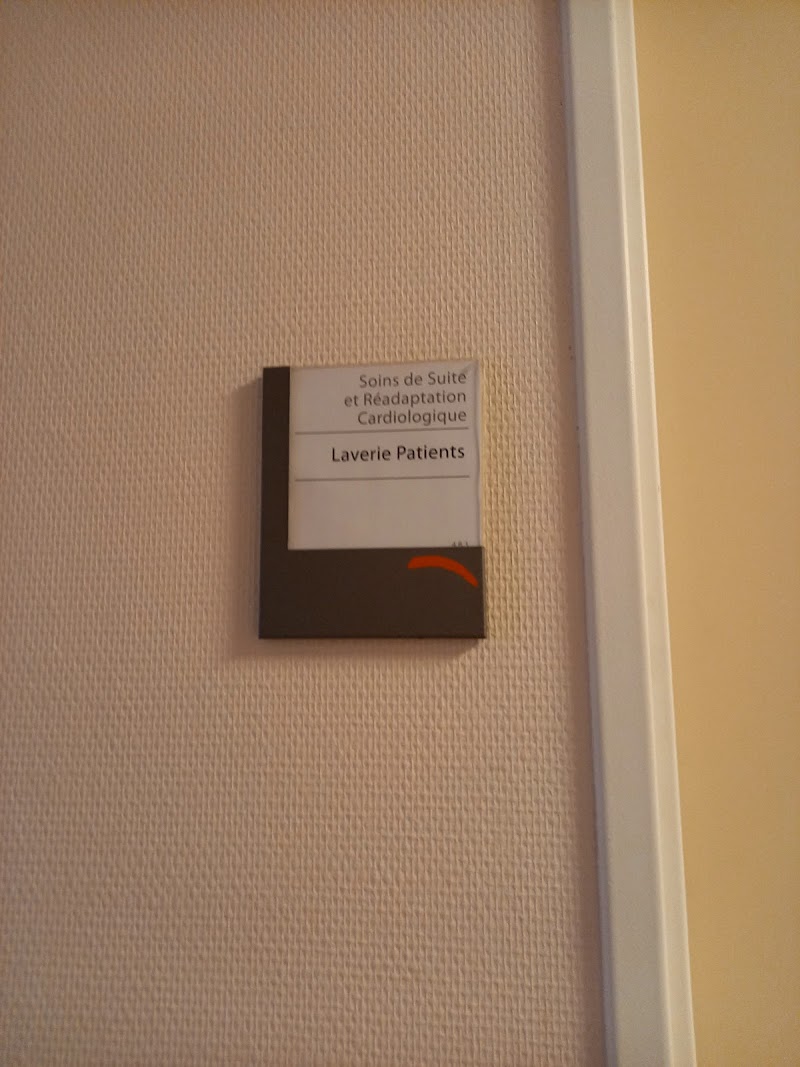 Soins de Suite
et Réadaptation
Cardiologique
Laverie Patients